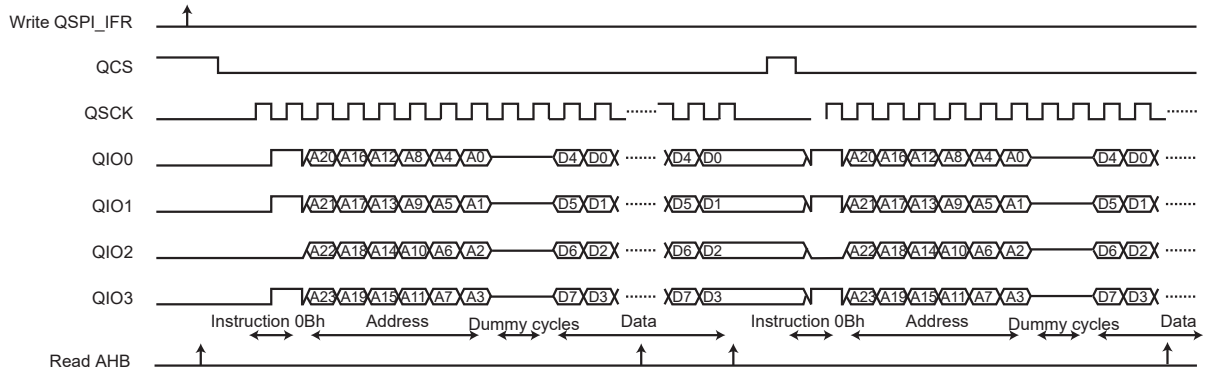 Write QSPI_IFR
QCS
QSCK
QIO0 A20 A16 A12 A8 A4 A0 D4 D0 D4 D0 A20 A16 A12 A8 A4 A0 D4 D0
QIO1 A21 A17 A13 A9 A5 A1 D5 D1 D5 D1 A21 A17 A13 A9 A5 A1 D5 D1
QIO2 A22 A18 A14 A10 A6 A2 D6 D2 D6 D2 A22 A18 A14 A10 A6 A2 D6 D2
QIO3 A23 A19 A15 A11 A7 A3 D7 D3 D7 D3 A23 A19 A15 A11 A7 A3 D7 D3
Instruction 0Bh Address Dummy cycles Data Instruction 0Bh Address Dummy cycles Data
Read AHB